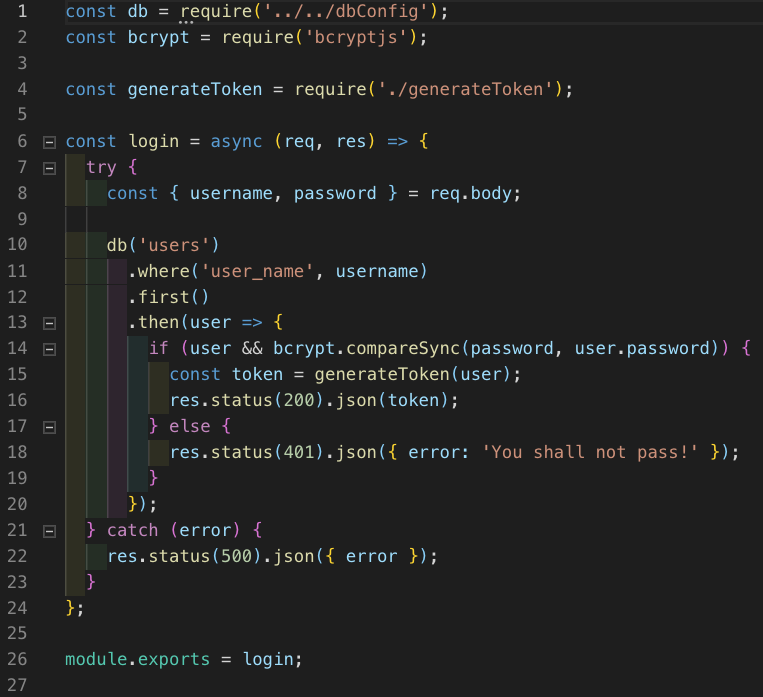 1 const db = require('../../dbConfig');
2 const bcrypt = require('bcryptjs');
3
4 const generateToken = require('./generateToken');
5
6 const login = async (req, res) => {
7   try {
8     const { username, password } = req.body;
9
10     db('users')
11       .where('user_name', username)
12       .first()
13       .then(user => {
14         if (user && bcrypt.compareSync(password, user.password)) {
15           const token = generateToken(user);
16           res.status(200).json(token);
17         } else {
18           res.status(401).json({ error: 'You shall not pass!' });
19         }
20       });
21   } catch (error) {
22     res.status(500).json({ error });
23   }
24 };
25
26 module.exports = login;
27